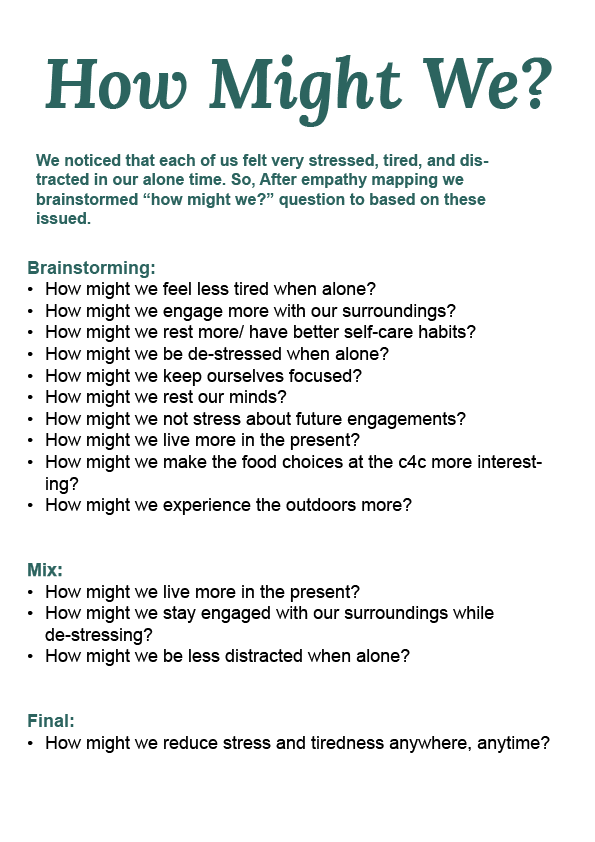 How Might We?
We noticed that each of us felt very stressed, tired, and dis-
tracted in our alone time. So, After empathy mapping we
brainstormed “how might we?” question to based on these
issued.
Brainstorming:
• How might we feel less tired when alone?
• How might we engage more with our surroundings?
• How might we rest more/ have better self-care habits?
• How might we be de-stressed when alone?
• How might we keep ourselves focused?
• How might we rest our minds?
• How might we not stress about future engagements?
• How might we live more in the present?
• How might we make the food choices at the c4c more interest-
ing?
• How might we experience the outdoors more?
Mix:
• How might we live more in the present?
• How might we stay engaged with our surroundings while
de-stressing?
• How might we be less distracted when alone?
Final:
• How might we reduce stress and tiredness anywhere, anytime?